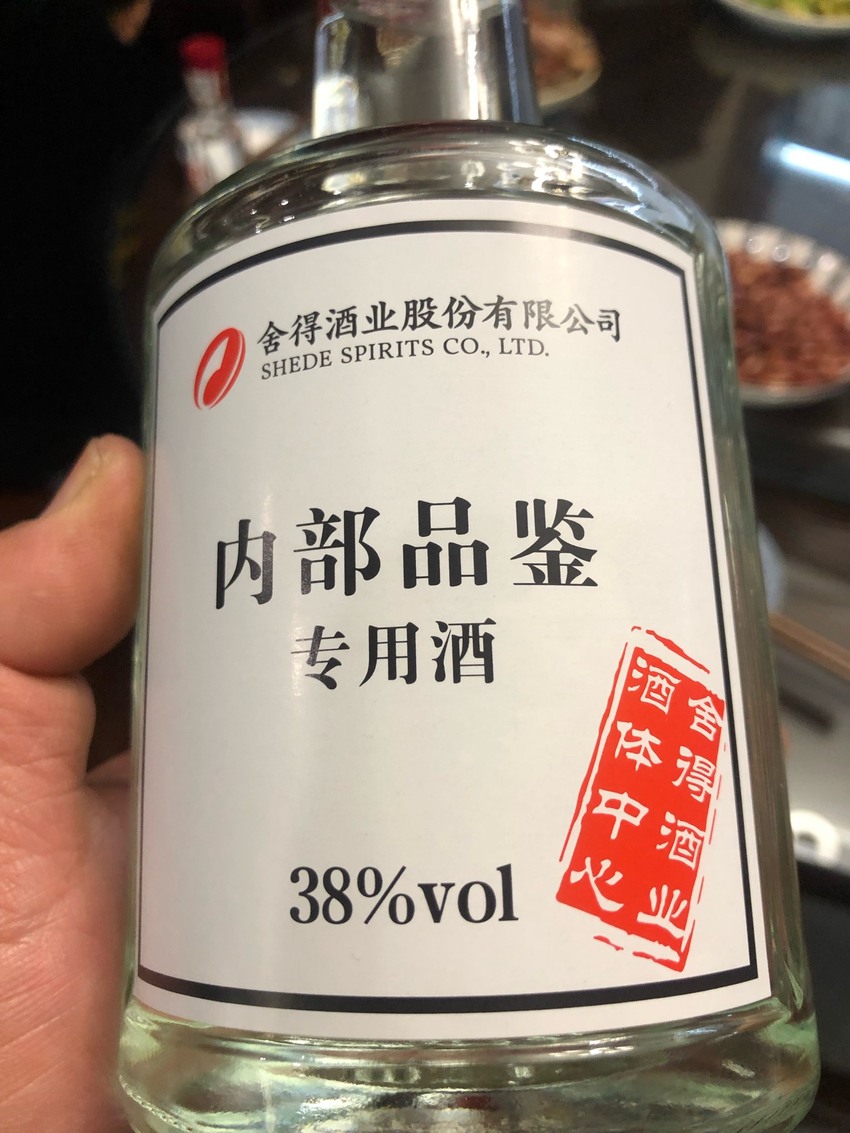 舍得酒业股份有限公司
SHEDE SPIRITS CO., LTD.
内部品鉴
专用酒
舍得酒业
酒体中心
38%vol